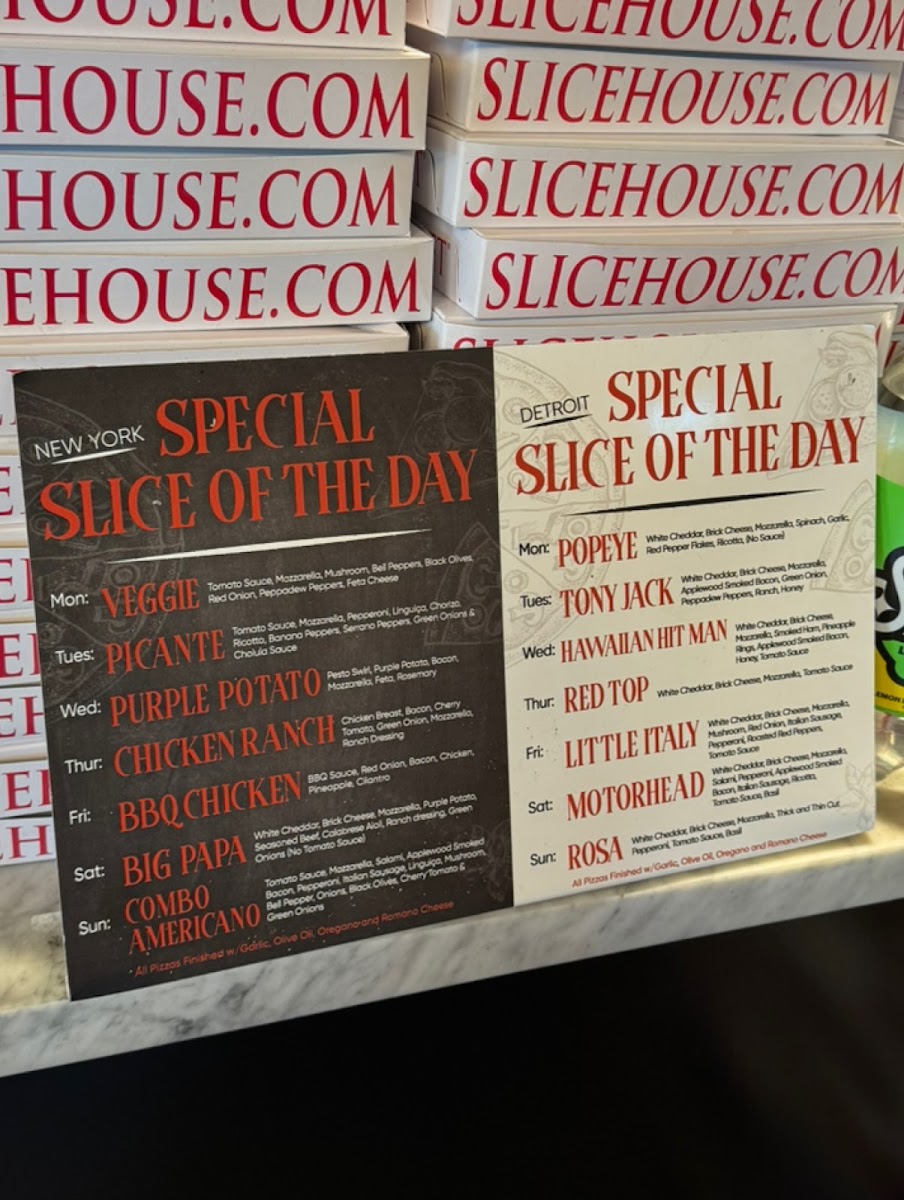 .COM
SLICEHOUSE.COM
HOUSE.COM
SLICEHOUSE.COM
HOUSE.COM
SLICEHOUSE.COM
EHOUSE.COM
SLICEHOUSE.COM
NEW YORK SPECIAL
SLICE OF THE DAY
Mon: VEGGIE Tomato Sauce, Mozzarella, Mushroom, Bell Peppers, Black Olives,
Red Onion, Peppadew Peppers, Feta Cheese
Tues: PICANTE Tomato Sauce, Mozzarella, Pepperoni, Linguiça, Chorizo,
Ricotta, Banana Peppers, Serrano Peppers, Green Onions &
Cholula Sauce
Wed: PURPLE POTATO Pesto Swirl, Purple Potato, Bacon,
Mozzarella, Feta, Rosemary
Thur: CHICKEN RANCH Chicken Breast, Bacon, Cherry
Tomato, Green Onion, Mozzarella,
Ranch Dressing
Fri: BBQ CHICKEN BBQ Sauce, Red Onion, Bacon, Chicken,
Pineapple, Cilantro
Sat: BIG PAPA White Cheddar, Brick Cheese, Mozzarella, Purple Potato,
Seasoned Beef, Calabrese Aioli, Ranch dressing, Green
Onions (No Tomato Sauce)
Sun: COMBO
AMERICANO Tomato Sauce, Mozzarella, Salami, Applewood Smoked
Bacon, Pepperoni, Italian Sausage, Linguiça, Mushroom,
Bell Pepper, Onions, Black Olives, Cherry Tomato &
Green Onions
All Pizzas Finished w/Garlic, Olive Oil, Oregano and Romano Cheese
DETROIT SPECIAL
SLICE OF THE DAY
Mon: POPEYE White Cheddar, Brick Cheese, Mozzarella, Spinach, Garlic,
Red Pepper Flakes, Ricotta, (No Sauce)
Tues: TONY JACK White Cheddar, Brick Cheese, Mozzarella,
Applewood Smoked Bacon, Green Onion,
Peppadew Peppers, Ranch, Honey
Wed: HAWAIIAN HIT MAN White Cheddar, Brick Cheese,
Mozzarella, Smoked Ham, Pineapple
Rings, Applewood Smoked Bacon,
Honey, Tomato Sauce
Thur: RED TOP White Cheddar, Brick Cheese, Mozzarella, Tomato Sauce
Fri: LITTLE ITALY White Cheddar, Brick Cheese, Mozzarella,
Mushroom, Red Onion, Italian Sausage,
Pepperoni, Roasted Red Peppers,
Tomato Sauce
Sat: MOTORHEAD White Cheddar, Brick Cheese, Mozzarella,
Salami, Pepperoni, Applewood Smoked
Bacon, Italian Sausage, Ricotta,
Tomato Sauce, Basil
Sun: ROSA White Cheddar, Brick Cheese, Mozzarella, Thick and Thin Cut
Pepperoni, Tomato Sauce, Basil
All Pizzas Finished w/Garlic, Olive Oil, Oregano and Romano Cheese